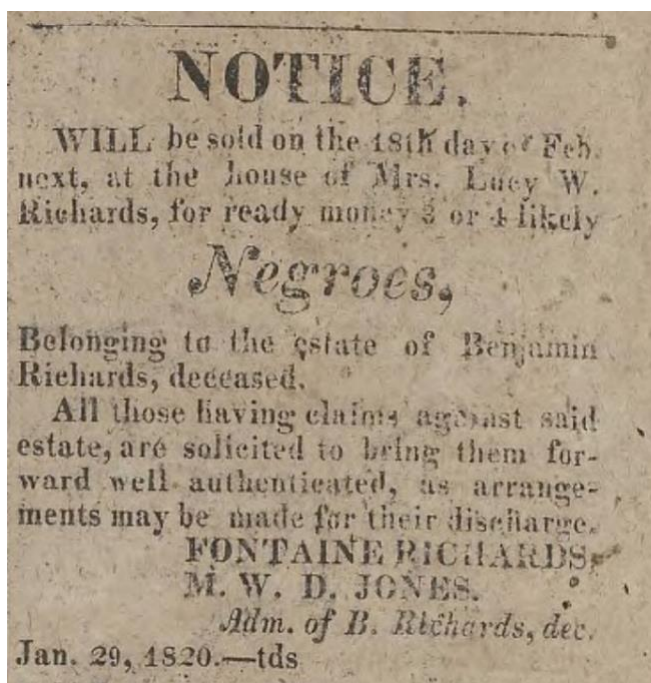 NOTICE.
WILL be sold on the 18th day of Feb.
next, at the house of Mrs. Lucy W.
Richards, for ready money 3 or 4 likely
Negroes,
Belonging to the estate of Benjamin
Richards, deceased.
All those having claims against said
estate, are solicited to bring them for-
ward well authenticated, as arrange-
ments may be made for their discharge.
FONTAINE RICHARDS,
M. W. D. JONES.
Adm. of B. Richards, dec.
Jan. 29, 1820.—tds